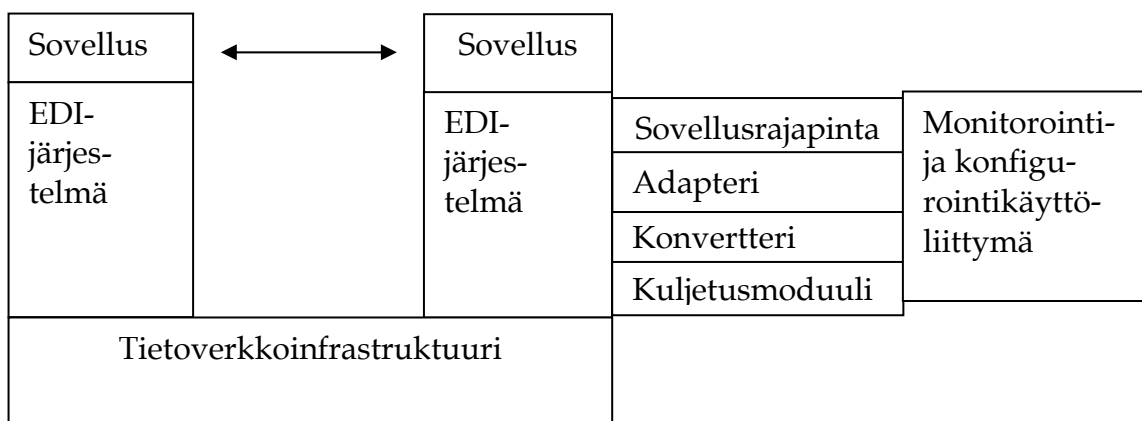 Sovellus
EDI-
järjes-
telmä
Sovellus
EDI-
järjes-
telmä
Sovellusrajapinta
Adapteri
Konvertteri
Kuljetusmoduuli
Monitorointi-
ja konfigu-
rointikäyttö-
liittymä
Tietoverkkoinfrastruktuuri